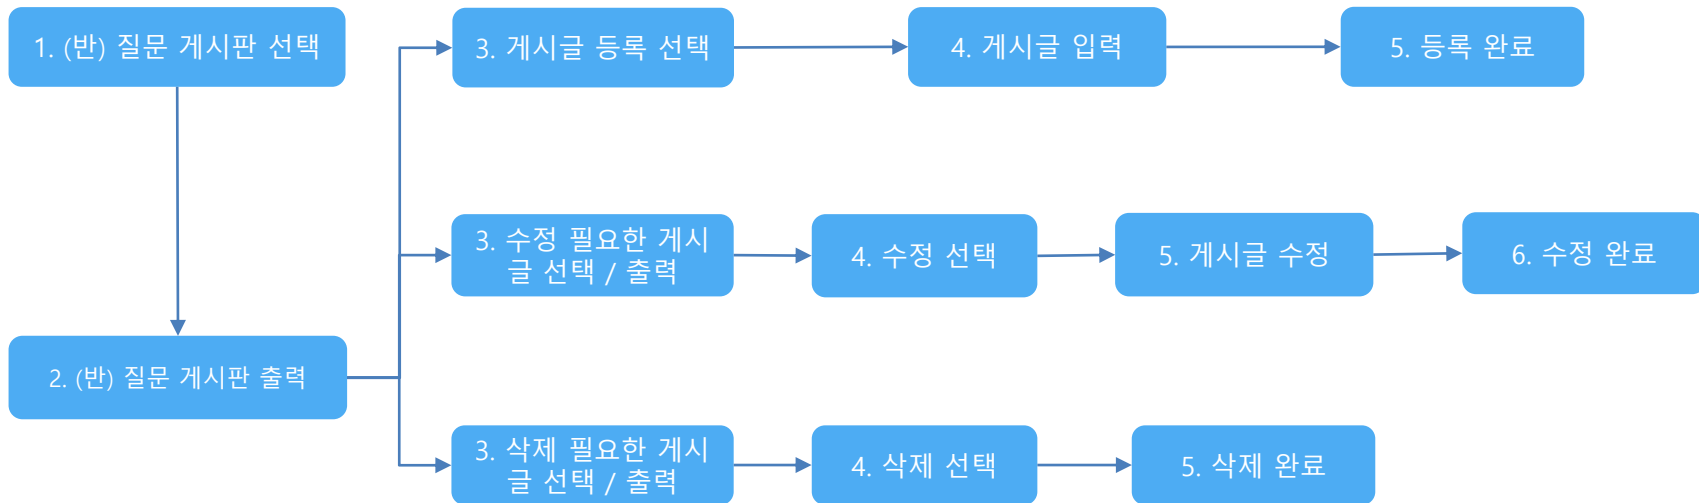 1. (반) 질문 게시판 선택
3. 게시글 등록 선택
4. 게시글 입력
5. 등록 완료
3. 수정 필요한 게시
글 선택 / 출력
4. 수정 선택
5. 게시글 수정
6. 수정 완료
2. (반) 질문 게시판 출력
3. 삭제 필요한 게시
글 선택 / 출력
4. 삭제 선택
5. 삭제 완료